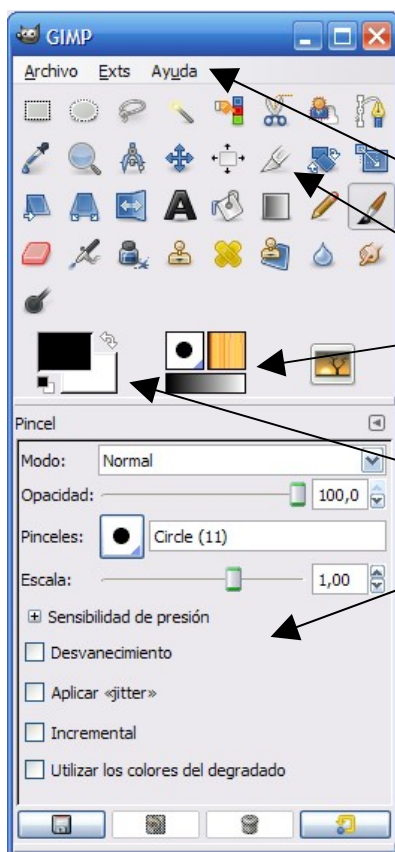 GIMP
Archivo Exts Ayuda
Pincel
Modo: Normal
Opacidad: 100,0
Pinceles: Circle (11)
Escala: 1,00
Sensibilidad de presión
Desvanecimiento
Aplicar «jitter»
Incremental
Utilizar los colores del degradado